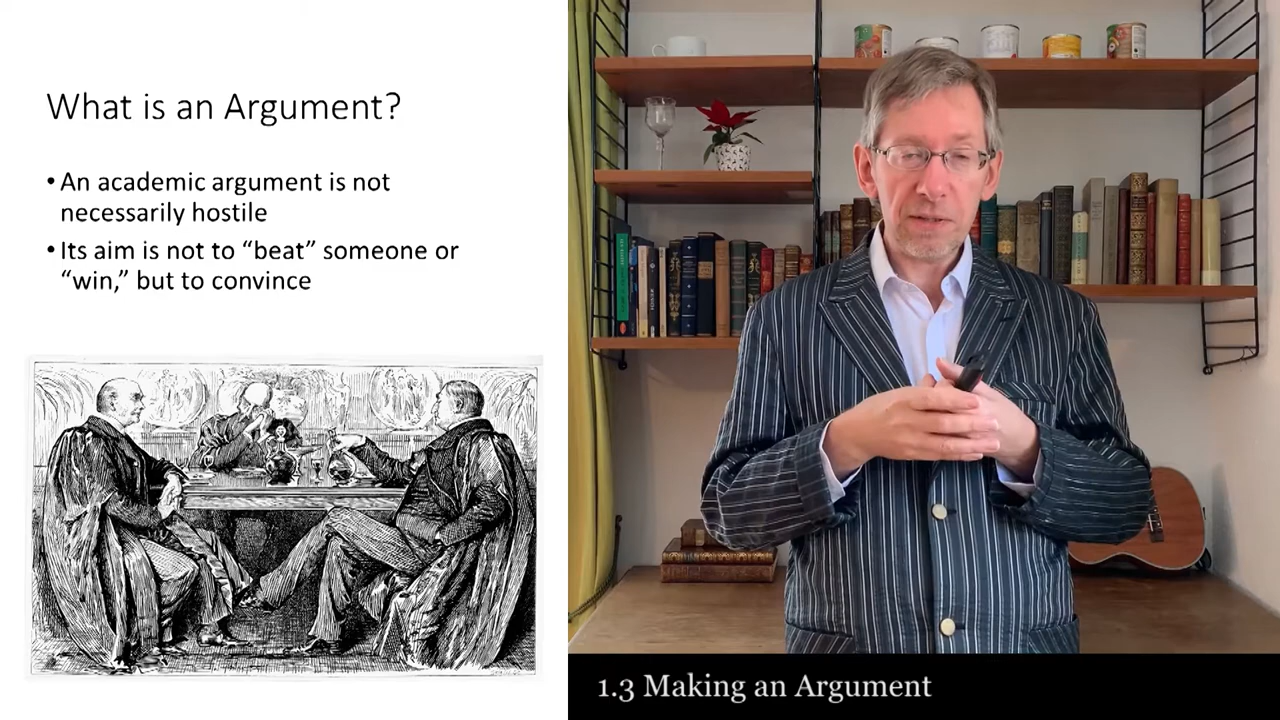 What is an Argument?
•An academic argument is not
necessarily hostile
•Its aim is not to “beat” someone or
“win,” but to convince
1.3 Making an Argument